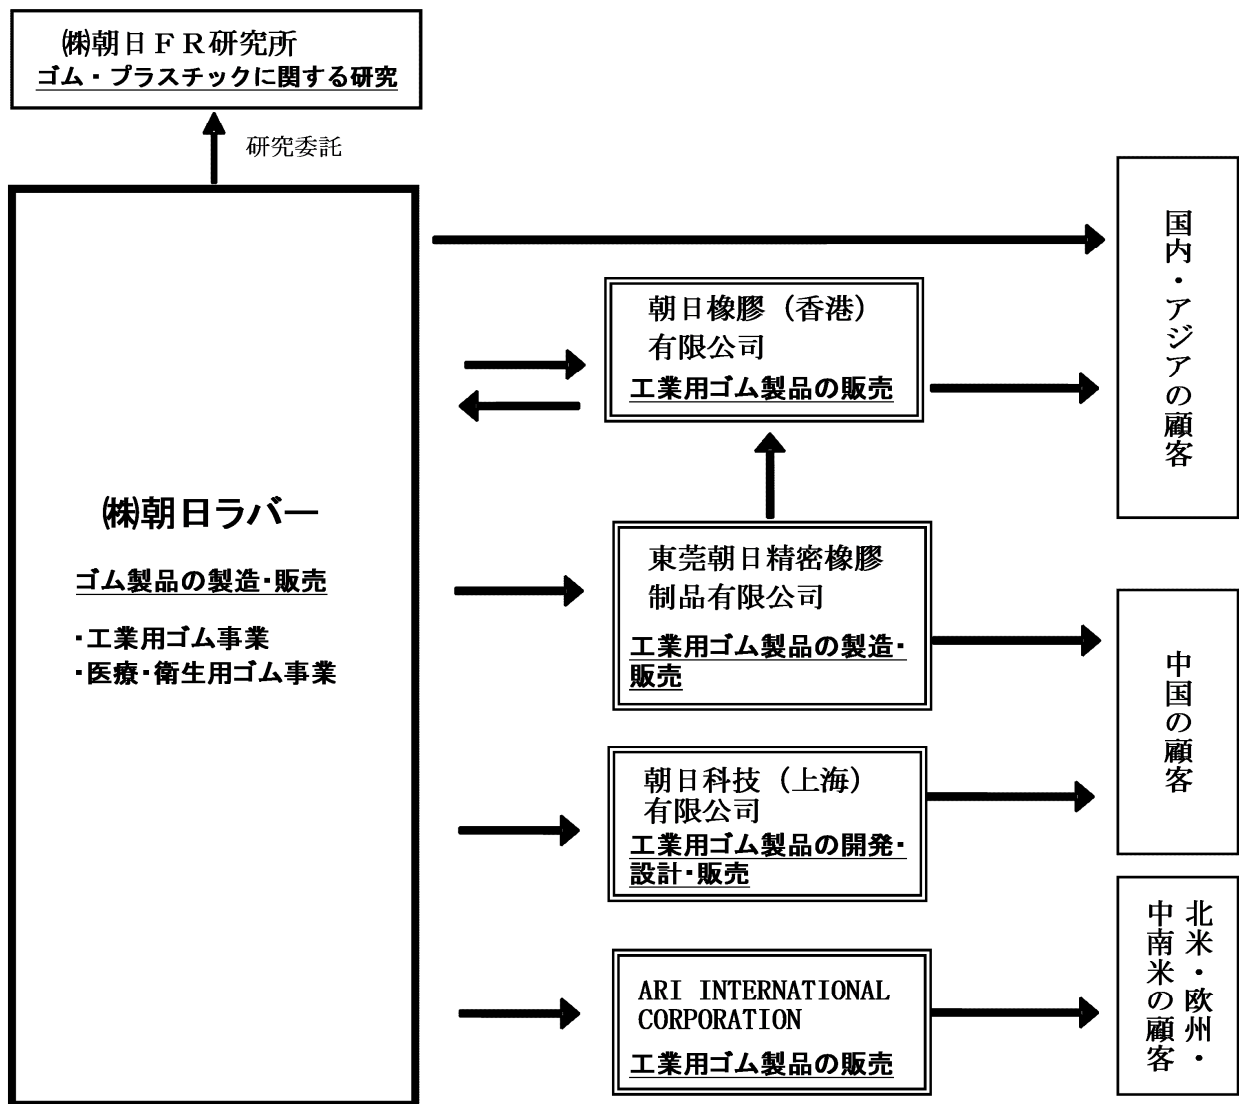 ㈱朝日ＦＲ研究所
ゴム・プラスチックに関する研究
研究委託
㈱朝日ラバー
ゴム製品の製造・販売
・工業用ゴム事業
・医療・衛生用ゴム事業
朝日橡膠（香港）
有限公司
工業用ゴム製品の販売
東莞朝日精密橡膠
制品有限公司
工業用ゴム製品の製造・
販売
朝日科技（上海）
有限公司
工業用ゴム製品の開発・
設計・販売
ARI INTERNATIONAL
CORPORATION
工業用ゴム製品の販売
国内・アジアの顧客
中国の顧客
北米・欧州・
中南米の顧客